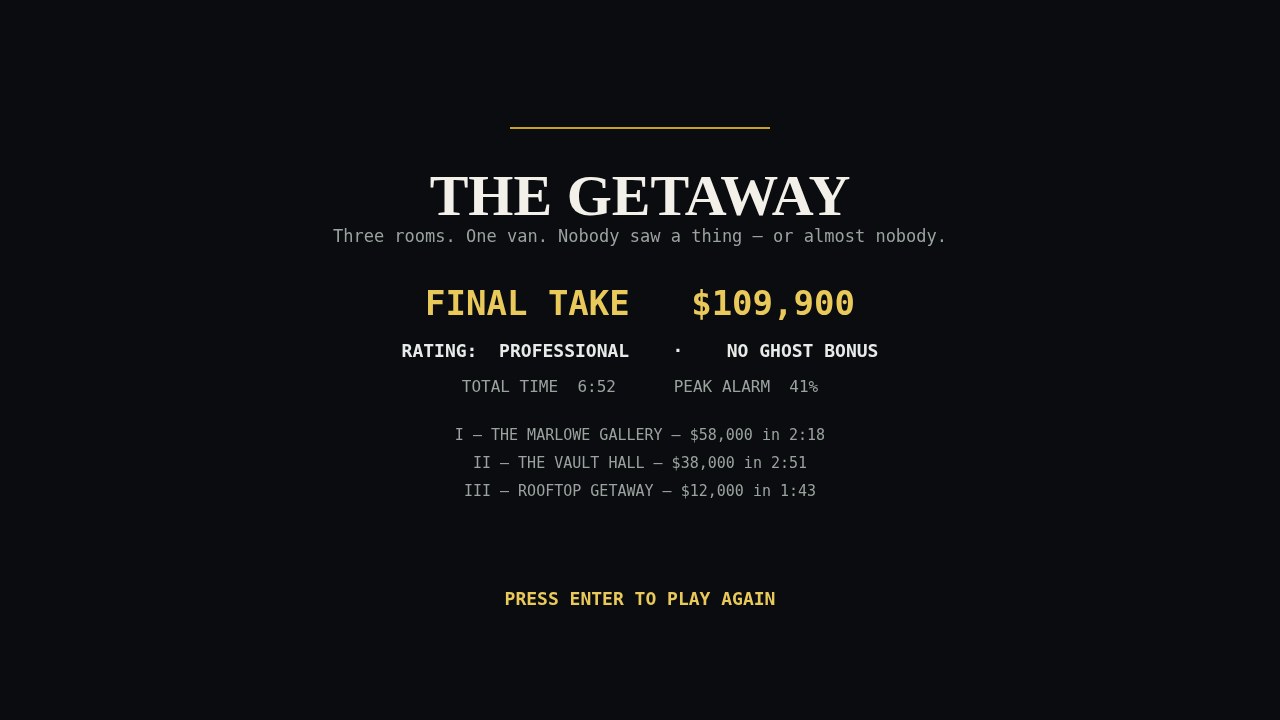 THE GETAWAY
Three rooms. One van. Nobody saw a thing — or almost nobody.
FINAL TAKE $109,900
RATING: PROFESSIONAL · NO GHOST BONUS
TOTAL TIME 6:52 PEAK ALARM 41%
I — THE MARLOWE GALLERY — $58,000 in 2:18
II — THE VAULT HALL — $38,000 in 2:51
III — ROOFTOP GETAWAY — $12,000 in 1:43
PRESS ENTER TO PLAY AGAIN